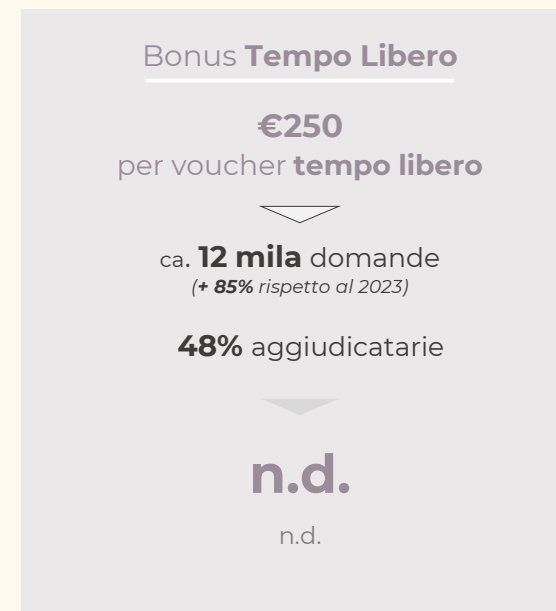 Bonus Tempo Libero
€250
per voucher tempo libero
ca. 12 mila domande
(+ 85% rispetto al 2023)
48% aggiudicatarie
n.d.
n.d.